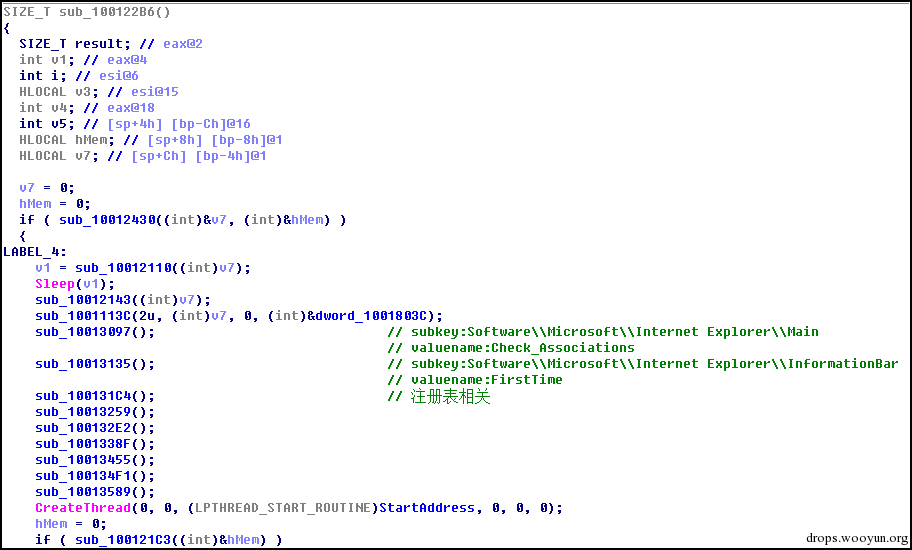 SIZE_T sub_100122B6()
{
SIZE_T result; // eax@2
int v1; // eax@4
int i; // esi@6
HLOCAL v3; // esi@15
int v4; // eax@18
int v5; // [sp+4h] [bp-Ch]@16
HLOCAL hMem; // [sp+8h] [bp-8h]@1
HLOCAL v7; // [sp+Ch] [bp-4h]@1
v7 = 0;
hMem = 0;
if ( sub_10012430((int)&v7, (int)&hMem) )
{
LABEL_4:
v1 = sub_10012110((int)v7);
Sleep(v1);
sub_10012143((int)v7);
sub_1001113C(2u, (int)v7, 0, (int)&dword_1001803C);
sub_10013097(); // subkey:Software\\Microsoft\\Internet Explorer\\Main
// valuename:Check_Associations
sub_10013135(); // subkey:Software\\Microsoft\\Internet Explorer\\InformationBar
// valuename:FirstTime
sub_100131C4(); // 注册表相关
sub_10013259();
sub_100132E2();
sub_1001338F();
sub_10013455();
sub_100134F1();
sub_10013589();
CreateThread(0, 0, (LPTHREAD_START_ROUTINE)StartAddress, 0, 0, 0);
hMem = 0;
if ( sub_100121C3((int)&hMem) )
drops.wooyun.org